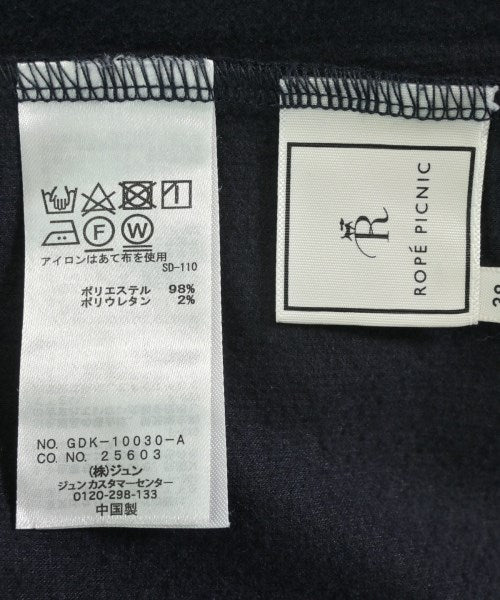 F W
アイロンはあて布を使用
SD-110
ポリエステル 98%
ポリウレタン 2%
NO. GDK-10030-A
CO. NO. 25603
(株)ジュン
ジュンカスタマーセンター
0120-298-133
中国製
R
ROPÉ PICNIC
38